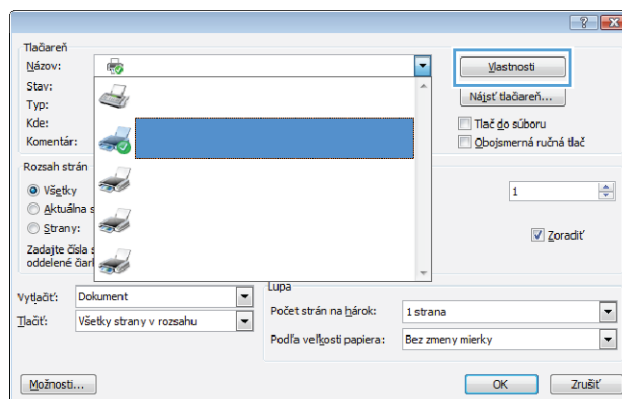 Tlačiareň
Názov:
Vlastnosti
Stav:
Nájsť tlačiareň...
Typ:
Kde:
Tlač do súboru
Komentár:
Obojsmerná ručná tlač
Rozsah strán
Všetky
1
Aktuálna s
Strany:
Zoradiť
Zadajte čísla s
oddelené čiar
Lupa
Vytlačiť: Dokument
Počet strán na hárok: 1 strana
Tlačiť: Všetky strany v rozsahu
Podľa veľkosti papiera: Bez zmeny mierky
Možnosti...
OK
Zrušiť